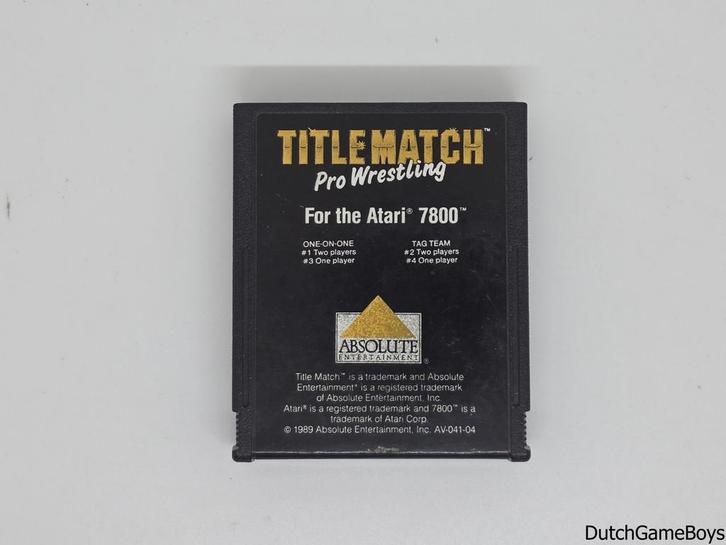 TITLE MATCH™
Pro Wrestling
For the Atari® 7800™
ONE-ON-ONE
#1 Two players
#3 One player
TAG TEAM
#2 Two players
#4 One player
ABSOLUTE
ENTERTAINMENT®
Title Match™ is a trademark and Absolute
Entertainment® is a registered trademark
of Absolute Entertainment, Inc.
Atari® is a registered trademark and 7800™ is a
trademark of Atari Corp.
© 1989 Absolute Entertainment, Inc. AV-041-04
DutchGameBoys